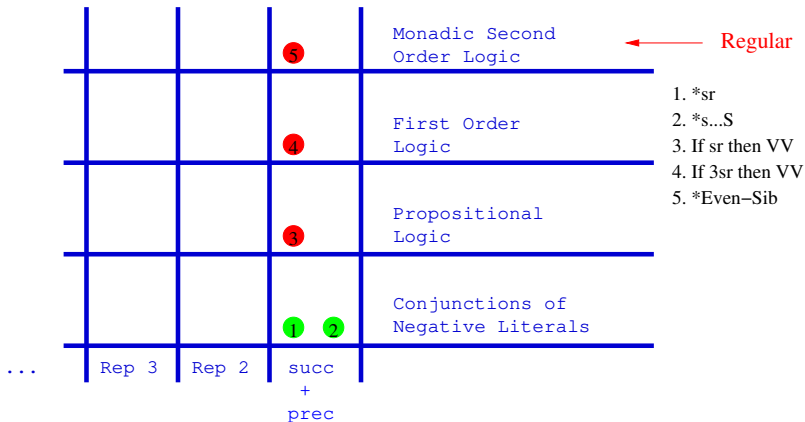 Monadic Second
Order Logic
Regular
5
1. *sr
2. *s...S
3. If sr then VV
4. If 3sr then VV
5. *Even−Sib
First Order
Logic
4
Propositional
Logic
3
Conjunctions of
Negative Literals
1 2
... Rep 3 Rep 2 succ
+
prec